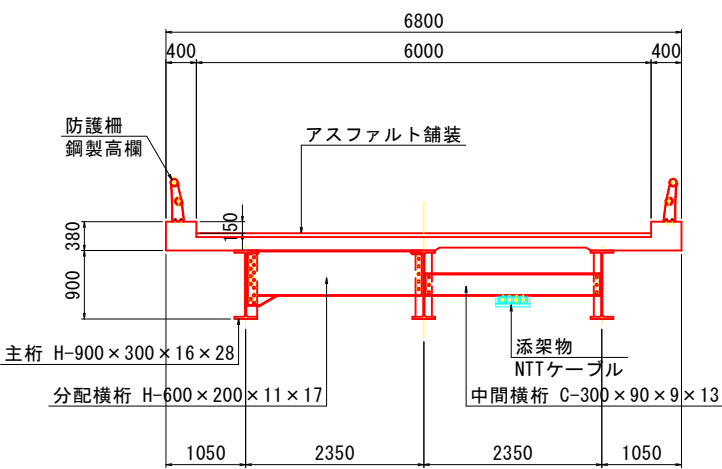 6800
400
6000
400
防護柵
鋼製高欄
アスファルト舗装
150
380
900
主桁 H-900×300×16×28
添架物
NTTケーブル
分配横桁 H-600×200×11×17
中間横桁 C-300×90×9×13
1050
2350
2350
1050